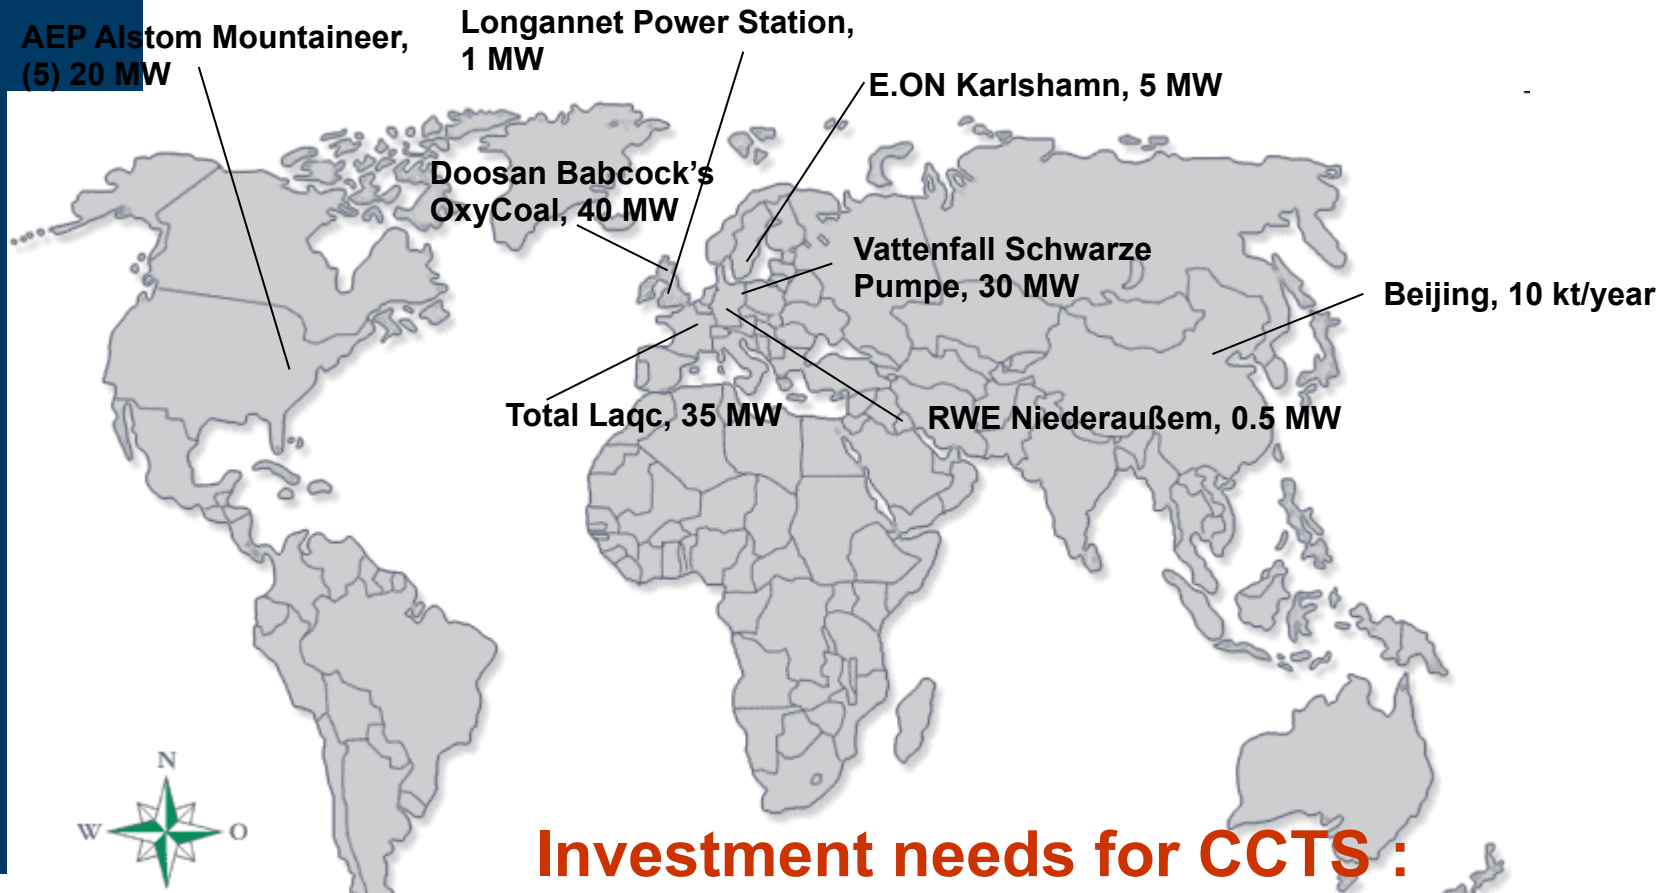 AEP Alstom Mountaineer,
(5) 20 MW
Longannet Power Station,
1 MW
E.ON Karlshamn, 5 MW
-
Doosan Babcock’s
OxyCoal, 40 MW
Vattenfall Schwarze
Pumpe, 30 MW
Beijing, 10 kt/year
Total Laqc, 35 MW
RWE Niederaußem, 0.5 MW
N
W
O
Investment needs for CCTS :